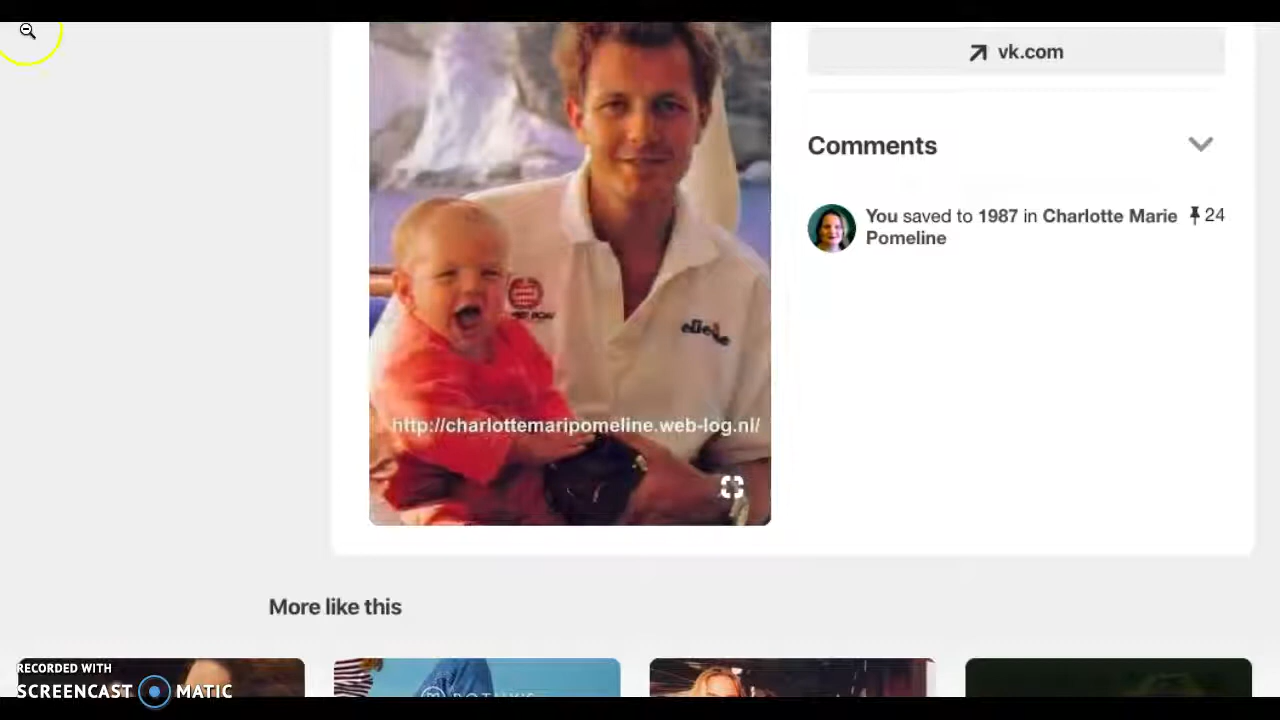 vk.com
Comments
You saved to 1987 in Charlotte Marie
Pomeline
24
ellesse
http://charlottemaripomeline.web-log.nl/
More like this
RECORDED WITH
SCREENCAST MATIC